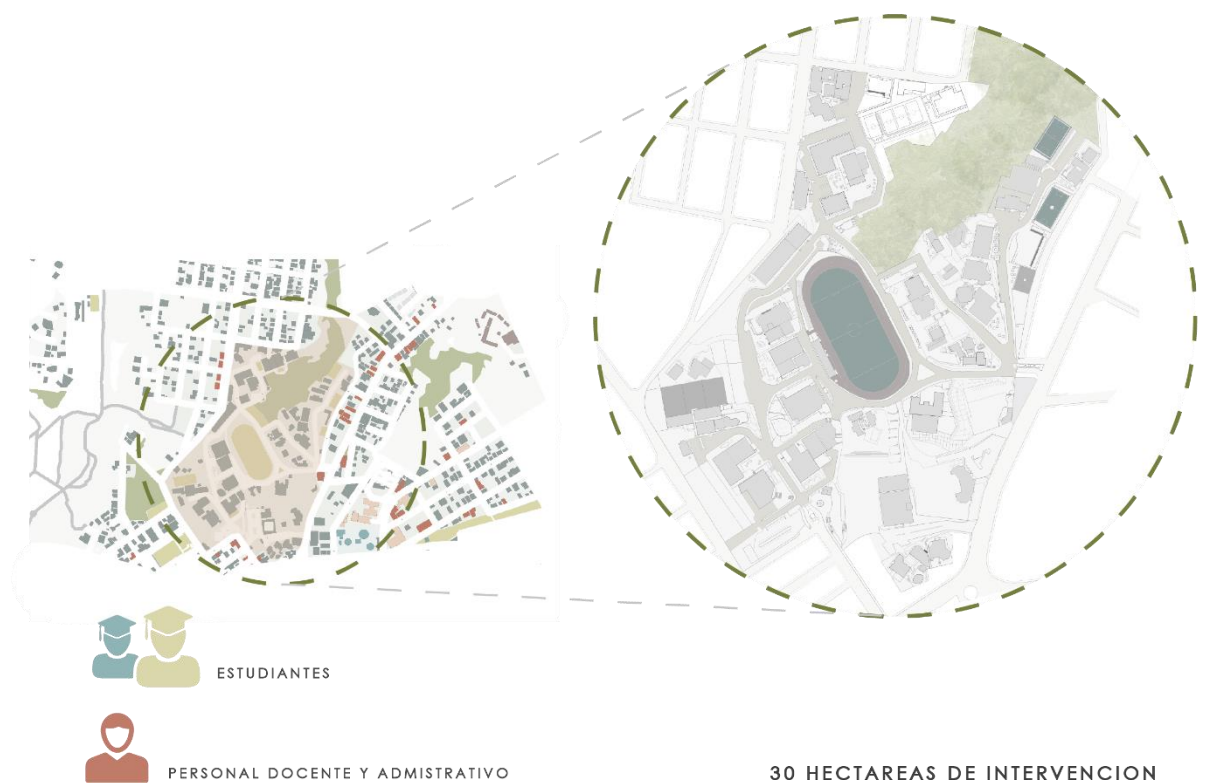 ESTUDIANTES
PERSONAL DOCENTE Y ADMISTRATIVO
30 HECTAREAS DE INTERVENCION